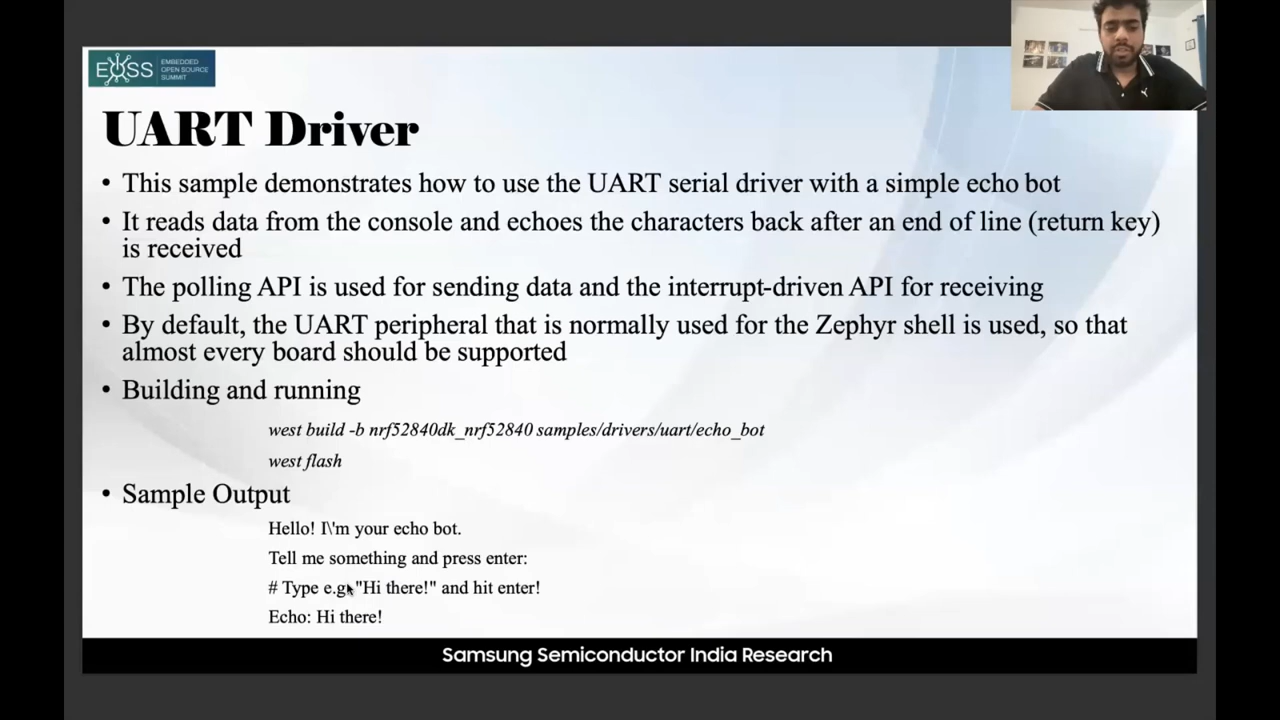 EOSS
EMBEDDED
OPEN SOURCE
SUMMIT
UART Driver
• This sample demonstrates how to use the UART serial driver with a simple echo bot
• It reads data from the console and echoes the characters back after an end of line (return key)
is received
• The polling API is used for sending data and the interrupt-driven API for receiving
• By default, the UART peripheral that is normally used for the Zephyr shell is used, so that
almost every board should be supported
• Building and running
west build -b nrf52840dk_nrf52840 samples/drivers/uart/echo_bot
west flash
• Sample Output
Hello! I\'m your echo bot.
Tell me something and press enter:
# Type e.g. "Hi there!" and hit enter!
Echo: Hi there!
Samsung Semiconductor India Research